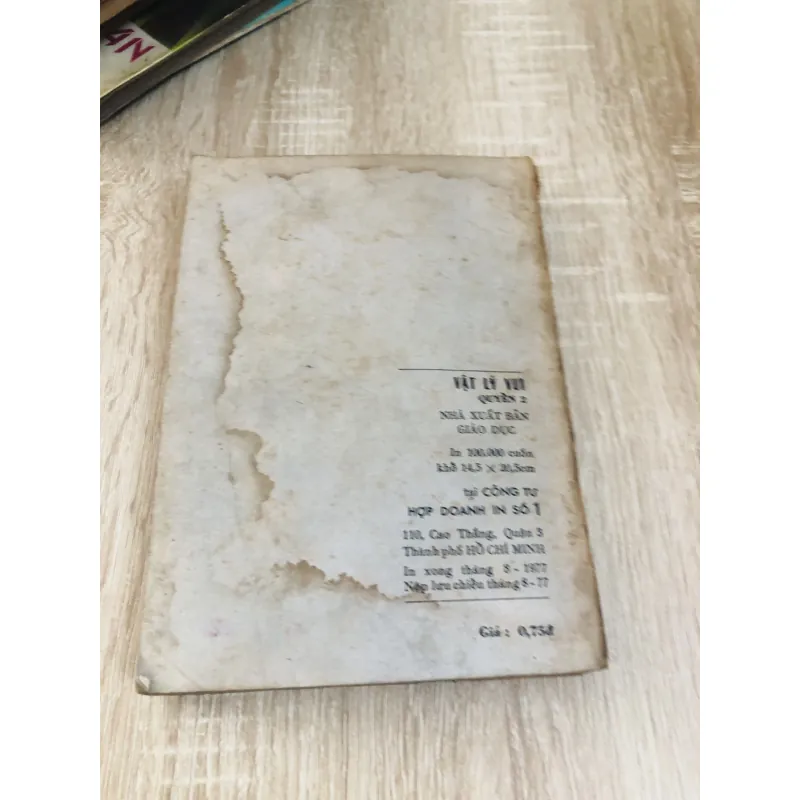 ÁN
VẬT LÝ VUI
QUYỂN 2
NHÀ XUẤT BẢN
GIÁO DỤC
In 100.000 cuốn
khổ 14,5 × 20,5cm
tại CÔNG TƯ
HỢP DOANH IN SỐ 1
110, Cao Thắng, Quận 3
Thành phố HỒ CHÍ MINH
In xong tháng 8 - 1977
Nộp lưu chiểu tháng 8 - 77
Giá : 0,75đ